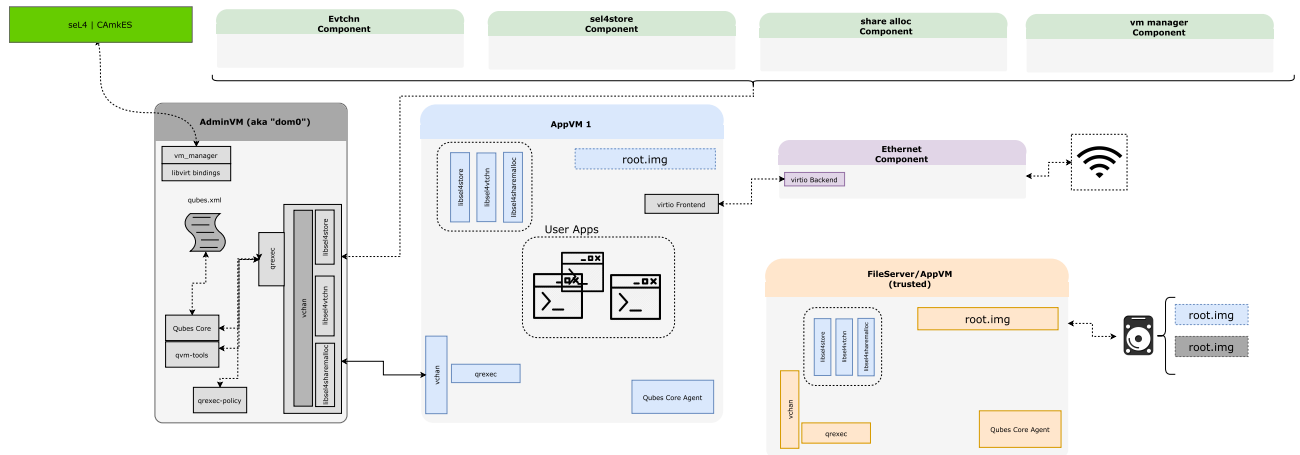 seL4 | CAmkES
Evtchn
Component
sel4store
Component
share alloc
Component
vm manager
Component
AdminVM (aka "dom0")
vm_manager
libvirt bindings
qubes.xml
qrexec
vchan
libsel4store
libsel4vtchn
libsel4sharemalloc
Qubes Core
qvm-tools
qrexec-policy
AppVM 1
libsel4store
libsel4vtchn
libsel4sharemalloc
root.img
virtio Frontend
User Apps
vchan
qrexec
Qubes Core Agent
Ethernet
Component
virtio Backend
FileServer/AppVM
(trusted)
libsel4store
libsel4vtchn
libsel4sharemalloc
root.img
vchan
qrexec
Qubes Core Agent
root.img
root.img